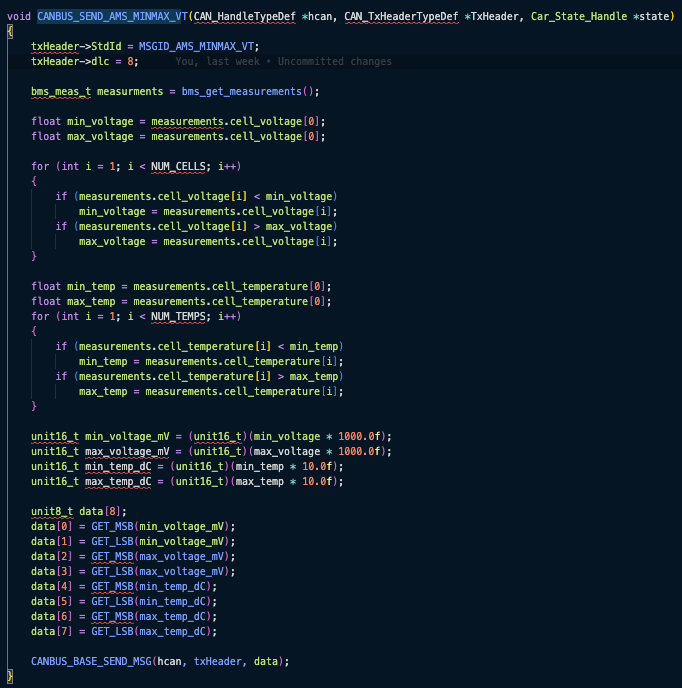 void CANBUS_SEND_AMS_MINMAX_VT(CAN_HandleTypeDef *hcan, CAN_TxHeaderTypeDef *TxHeader, Car_State_Handle *state)
{
    txHeader->StdId = MSGID_AMS_MINMAX_VT;
    txHeader->dlc = 8;      You, last week • Uncommitted changes

    bms_meas_t measurments = bms_get_measurements();

    float min_voltage = measurements.cell_voltage[0];
    float max_voltage = measurements.cell_voltage[0];

    for (int i = 1; i < NUM_CELLS; i++)
    {
        if (measurements.cell_voltage[i] < min_voltage)
            min_voltage = measurements.cell_voltage[i];
        if (measurements.cell_voltage[i] > max_voltage)
            max_voltage = measurements.cell_voltage[i];
    }

    float min_temp = measurements.cell_temperature[0];
    float max_temp = measurements.cell_temperature[0];
    for (int i = 1; i < NUM_TEMPS; i++)
    {
        if (measurements.cell_temperature[i] < min_temp)
            min_temp = measurements.cell_temperature[i];
        if (measurements.cell_temperature[i] > max_temp)
            max_temp = measurements.cell_temperature[i];
    }

    unit16_t min_voltage_mV = (unit16_t)(min_voltage * 1000.0f);
    unit16_t max_voltage_mV = (unit16_t)(max_voltage * 1000.0f);
    unit16_t min_temp_dC = (unit16_t)(min_temp * 10.0f);
    unit16_t max_temp_dC = (unit16_t)(max_temp * 10.0f);

    unit8_t data[8];
    data[0] = GET_MSB(min_voltage_mV);
    data[1] = GET_LSB(min_voltage_mV);
    data[2] = GET_MSB(max_voltage_mV);
    data[3] = GET_LSB(max_voltage_mV);
    data[4] = GET_MSB(min_temp_dC);
    data[5] = GET_LSB(min_temp_dC);
    data[6] = GET_MSB(max_temp_dC);
    data[7] = GET_LSB(max_temp_dC);

    CANBUS_BASE_SEND_MSG(hcan, txHeader, data);
}